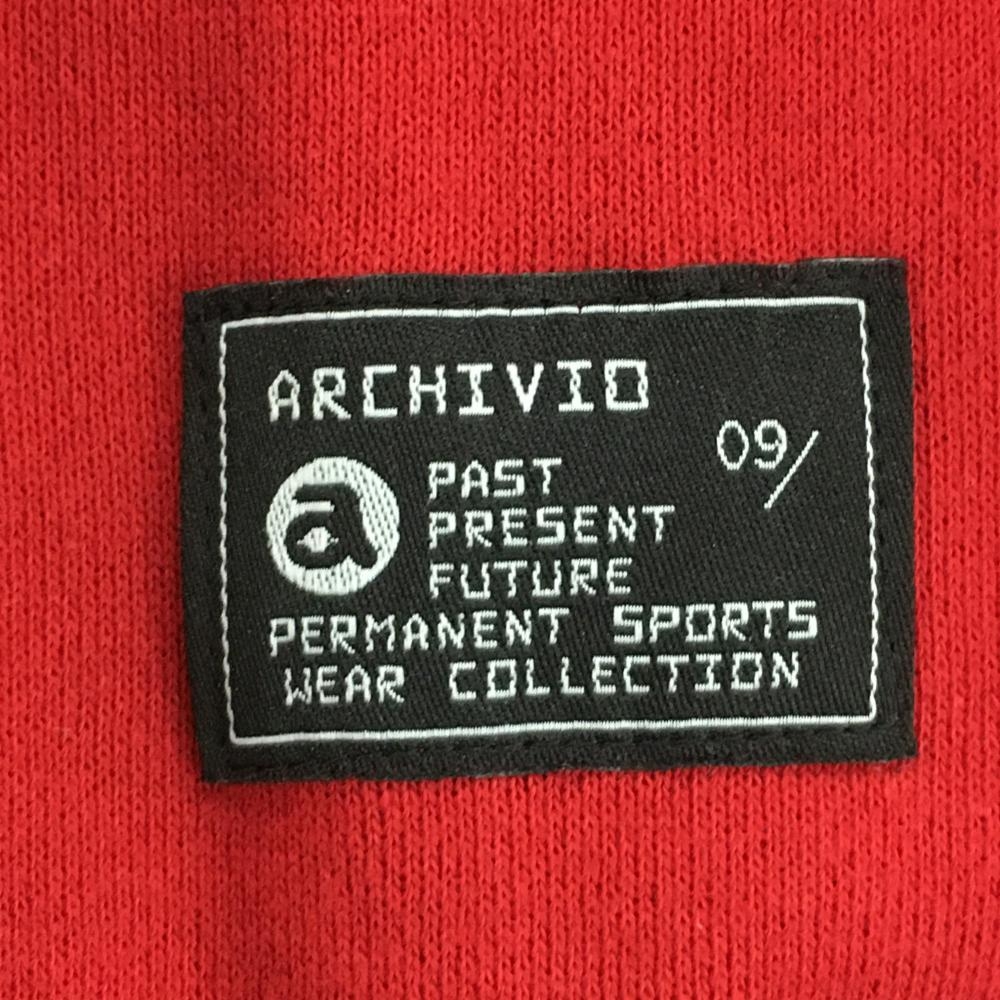 ARCHIVIO
09/
PAST
PRESENT
FUTURE
PERMANENT SPORTS
WEAR COLLECTION